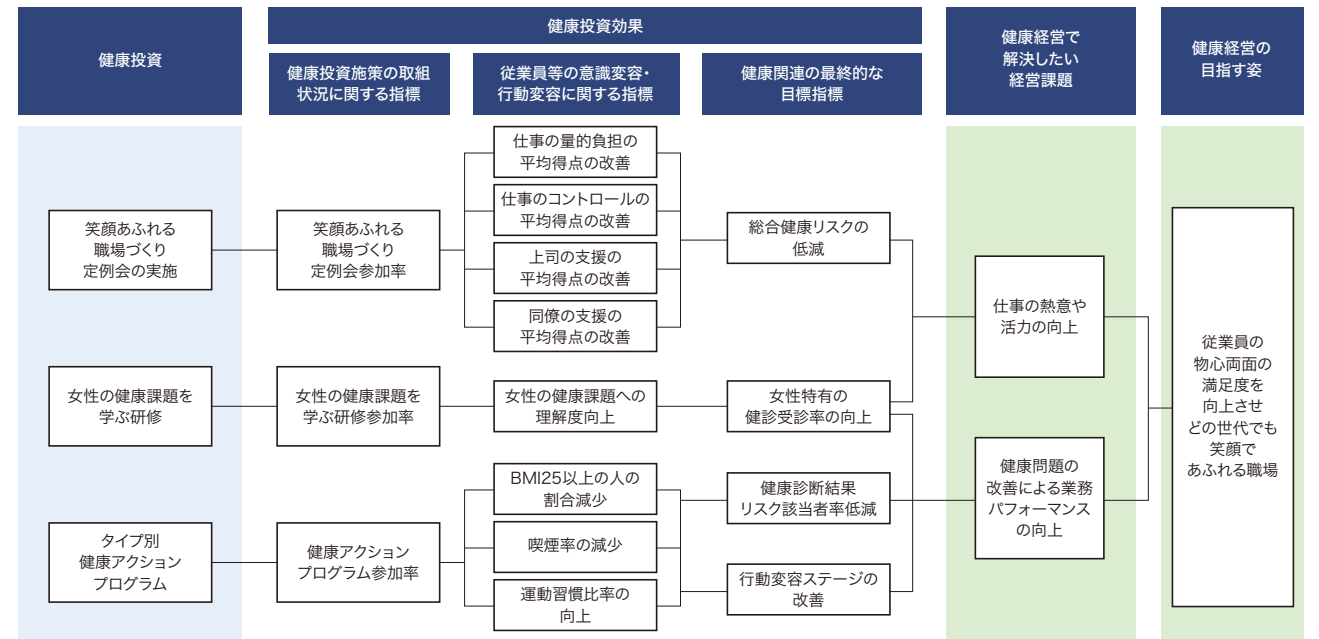 健康投資
健康投資効果
健康投資施策の取組
状況に関する指標
従業員等の意識変容・
行動変容に関する指標
健康関連の最終的な
目標指標
健康経営で
解決したい
経営課題
健康経営の
目指す姿
笑顔あふれる
職場づくり
定例会の実施
笑顔あふれる
職場づくり
定例会参加率
仕事の量的負担の
平均得点の改善
仕事のコントロールの
平均得点の改善
上司の支援の
平均得点の改善
同僚の支援の
平均得点の改善
総合健康リスクの
低減
女性の健康課題を
学ぶ研修
女性の健康課題を
学ぶ研修参加率
女性の健康課題への
理解度向上
女性特有の
健診受診率の向上
タイプ別
健康アクション
プログラム
健康アクション
プログラム参加率
BMI25以上の人の
割合減少
喫煙率の減少
運動習慣比率の
向上
健康診断結果
リスク該当者率低減
行動変容ステージの
改善
仕事の熱意や
活力の向上
健康問題の
改善による業務
パフォーマンス
の向上
従業員の
物心両面の
満足度を
向上させ
どの世代でも
笑顔で
あふれる職場